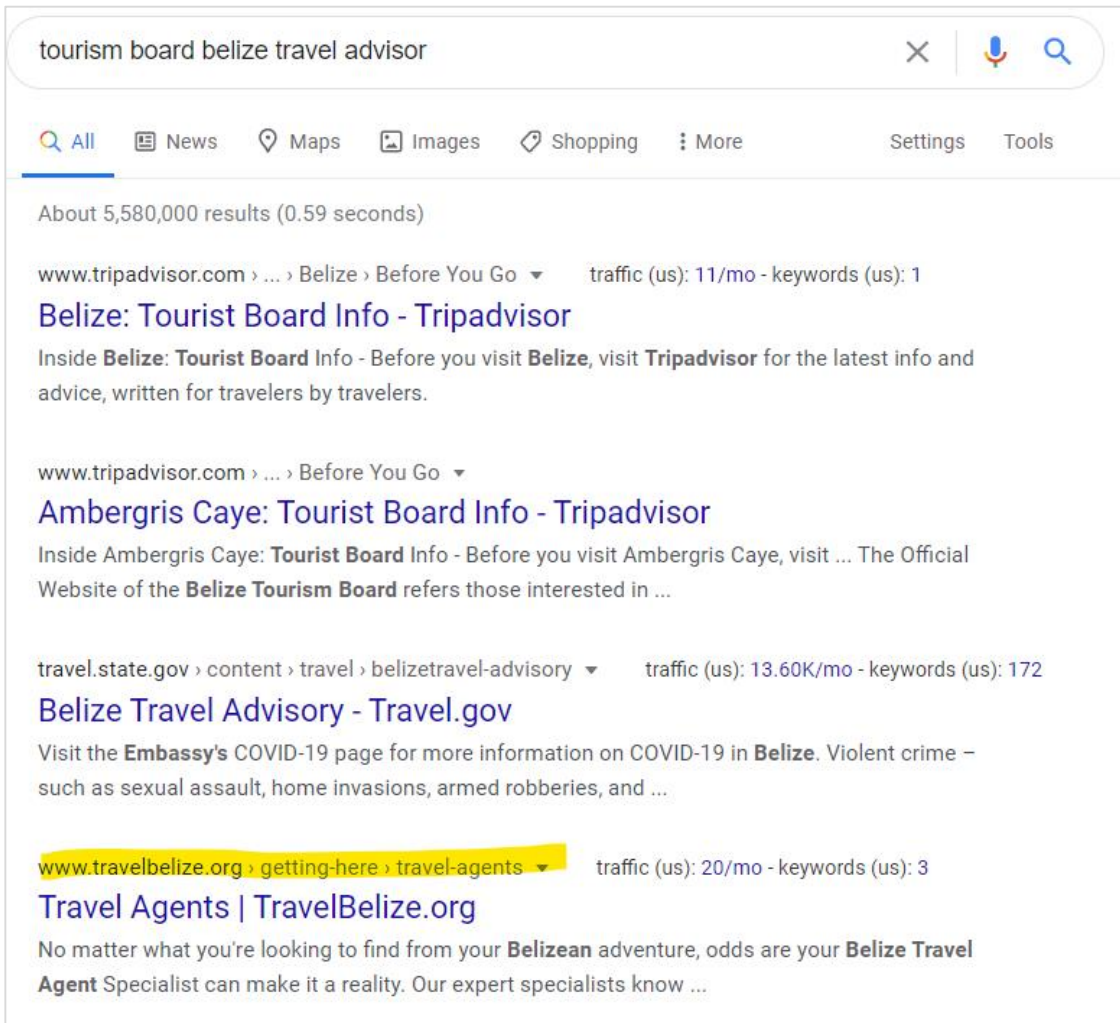 tourism board belize travel advisor
All News Maps Images Shopping More Settings Tools
About 5,580,000 results (0.59 seconds)
www.tripadvisor.com › ... › Belize › Before You Go traffic (us): 11/mo - keywords (us): 1
Belize: Tourist Board Info - Tripadvisor
Inside Belize: Tourist Board Info - Before you visit Belize, visit Tripadvisor for the latest info and
advice, written for travelers by travelers.
www.tripadvisor.com › ... › Before You Go
Ambergris Caye: Tourist Board Info - Tripadvisor
Inside Ambergris Caye: Tourist Board Info - Before you visit Ambergris Caye, visit ... The Official
Website of the Belize Tourism Board refers those interested in ...
travel.state.gov › content › travel › belizetravel-advisory traffic (us): 13.60K/mo - keywords (us): 172
Belize Travel Advisory - Travel.gov
Visit the Embassy's COVID-19 page for more information on COVID-19 in Belize. Violent crime –
such as sexual assault, home invasions, armed robberies, and ...
www.travelbelize.org › getting-here › travel-agents traffic (us): 20/mo - keywords (us): 3
Travel Agents | TravelBelize.org
No matter what you're looking to find from your Belizean adventure, odds are your Belize Travel
Agent Specialist can make it a reality. Our expert specialists know ...